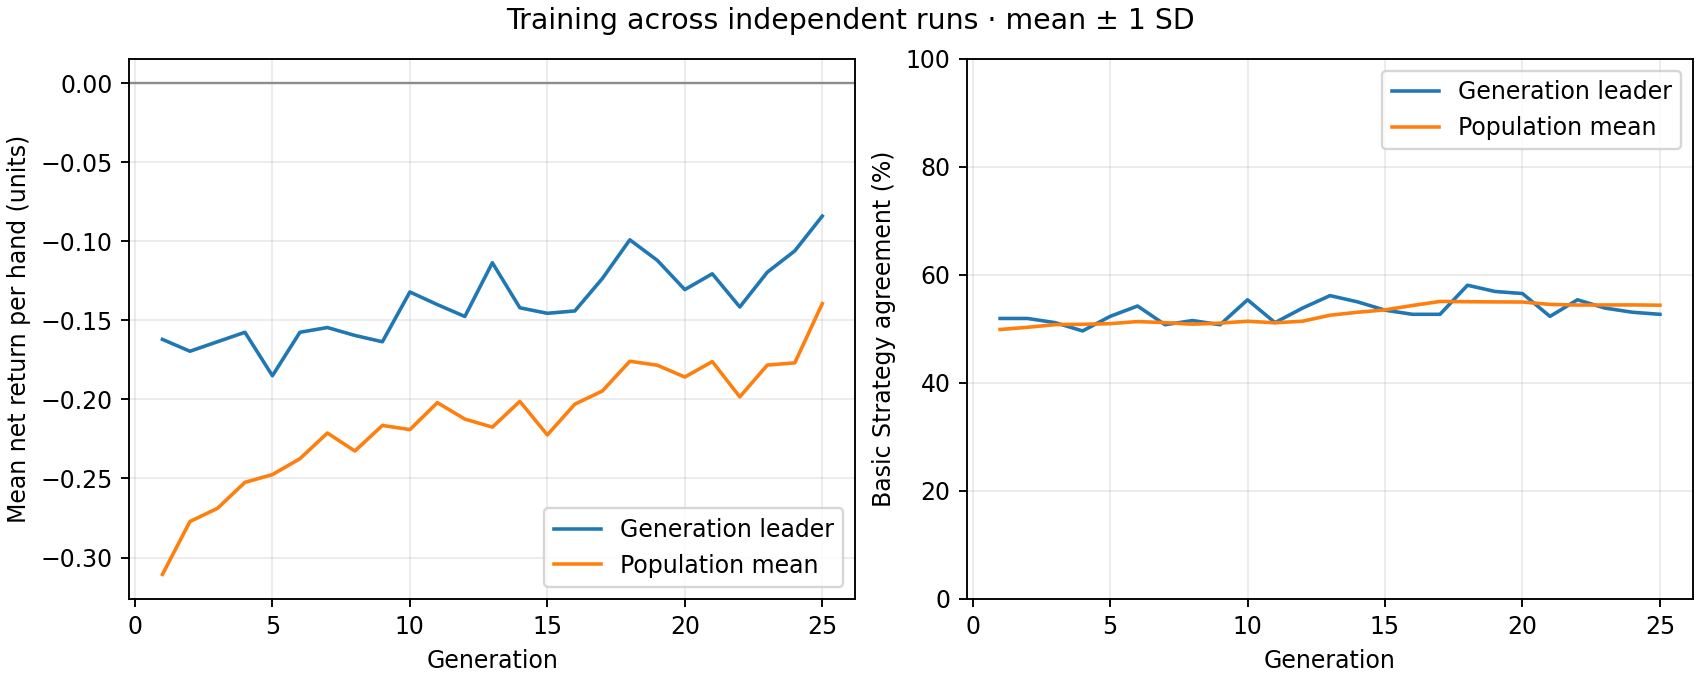 Training across independent runs · mean ± 1 SD
Mean net return per hand (units)
0.00
−0.05
−0.10
−0.15
−0.20
−0.25
−0.30
Generation leader
Population mean
0
5
10
15
20
25
Generation
Basic Strategy agreement (%)
100
80
60
40
20
0
Generation leader
Population mean
0
5
10
15
20
25
Generation